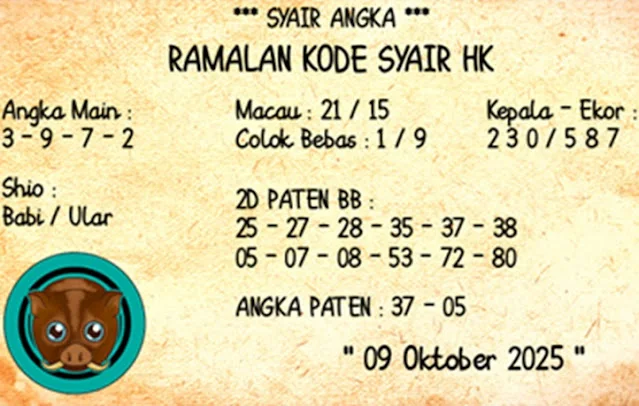 *** SYAIR ANGKA ***
RAMALAN KODE SYAIR HK
Angka Main :
3 - 9 - 7 - 2
Macau : 21 / 15
Colok Bebas : 1 / 9
Kepala - Ekor :
2 3 0 / 5 8 7
Shio :
Babi / Ular
2D PATEN BB :
25 - 27 - 28 - 35 - 37 - 38
05 - 07 - 08 - 53 - 72 - 80
ANGKA PATEN : 37 - 05
" 09 Oktober 2025 "